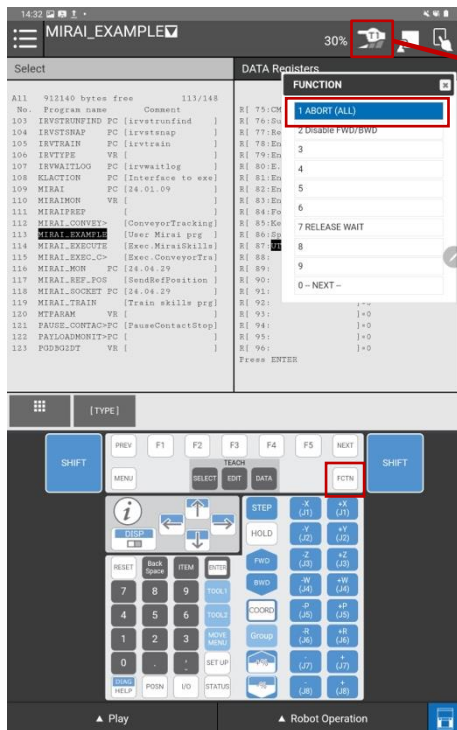 14:32
MIRAI_EXAMPLE
30%
T1
Select
DATA Registers
FUNCTION
1 ABORT (ALL)
2 Disable FWD/BWD
3
4
5
6
7 RELEASE WAIT
8
9
0 -- NEXT --
All 912140 bytes free 113/148
No. Program name Comment
103 IRVSTRUNFIND PC [irvstrunfind ]
104 IRVSTSNAP PC [irvstsnap ]
105 IRVTRAIN PC [irvtrain ]
106 IRVTYPE VR [ ]
107 IRVWAITLOG PC [irvwaitlog ]
108 KLACTION PC [Interface to exe]
109 MIRAI PC [24.01.09 ]
110 MIRAIMON VR [ ]
111 MIRAIPREP [ ]
112 MIRAI_CONVEY> [ConveyorTracking]
113 MIRAI_EXAMPLE [User Mirai prg ]
114 MIRAI_EXECUTE [Exec.MiraiSkills]
115 MIRAI_EXEC_C> [Exec.ConveyorTra]
116 MIRAI_MON PC [24.04.29 ]
117 MIRAI_REF_POS [SendRefPosition ]
118 MIRAI_SOCKET PC [24.04.29 ]
119 MIRAI_TRAIN [Train skills prg]
120 MTPARAM VR [ ]
121 PAUSE_CONTAC>PC [PauseContactStop]
122 PAYLOADMONIT>PC [ ]
123 PGDBGZDT VR [ ]
R[ 75:CM
R[ 76:Su
R[ 77:Re
R[ 78:En
R[ 79:En
R[ 80:E.
R[ 81:En
R[ 82:En
R[ 83:En
R[ 84:Fo
R[ 85:Ke
R[ 86:Sp
R[ 87:UT
R[ 88:
R[ 89:
R[ 90:
R[ 91:
R[ 92: ]=0
R[ 93: ]=0
R[ 94: ]=0
R[ 95: ]=0
R[ 96: ]=0
Press ENTER
[TYPE]
SHIFT
PREV
F1
F2
F3
F4
F5
NEXT
SHIFT
TEACH
MENU
SELECT
EDIT
DATA
FCTN
i
DISP
STEP
-X (J1)
+X (J1)
HOLD
-Y (J2)
+Y (J2)
RESET
Back Space
ITEM
ENTER
FWD
-Z (J3)
+Z (J3)
7
8
9
TOOL1
BWD
-W (J4)
+W (J4)
4
5
6
TOOL2
COORD
-P (J5)
+P (J5)
1
2
3
MOVE MENU
Group
-R (J6)
+R (J6)
0
.
SET UP
+%
- (J7)
+ (J7)
DIAG HELP
POSN
I/O
STATUS
-%
- (J8)
+ (J8)
▲ Play
▲ Robot Operation